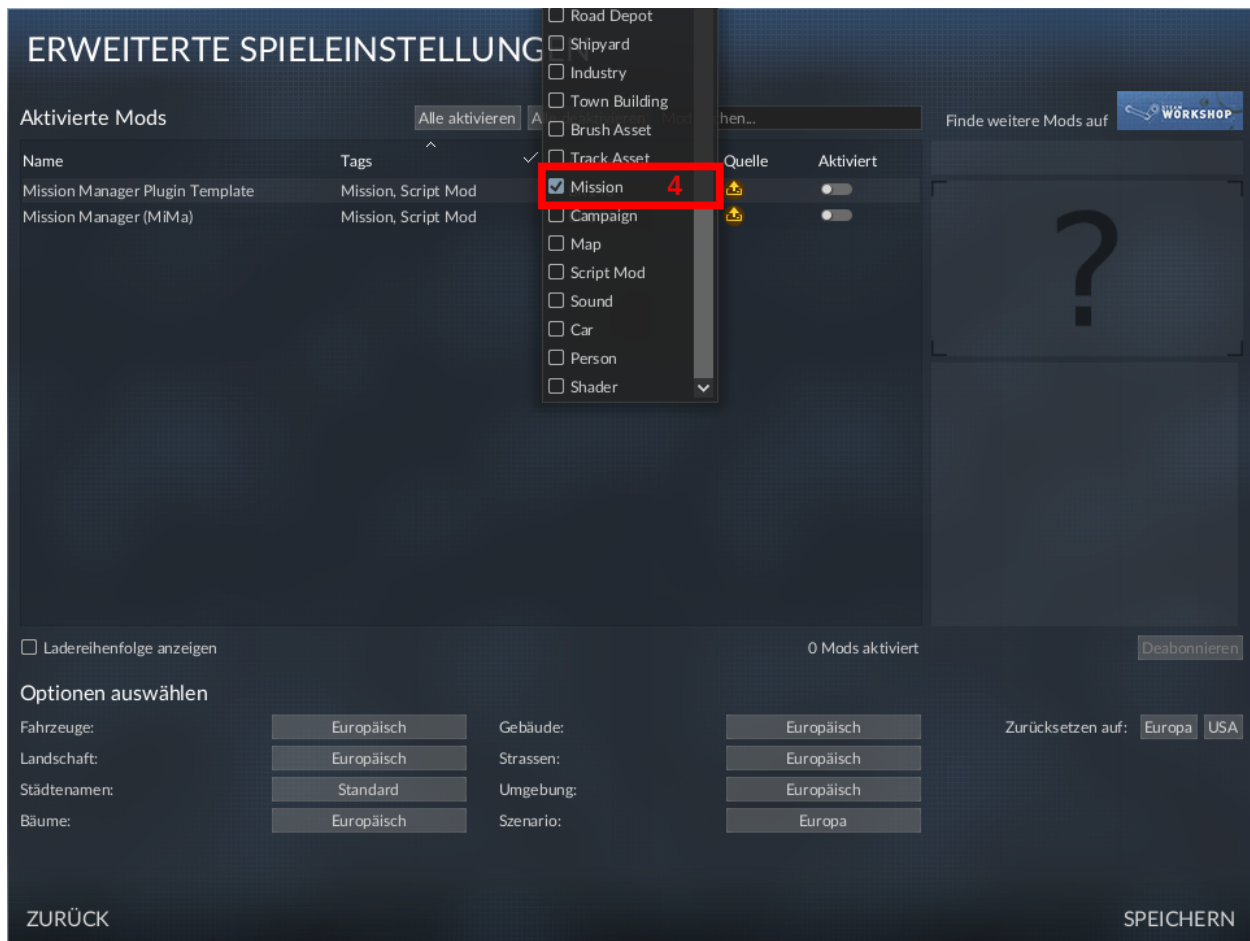 Road Depot
ERWEITERTE SPIELEINSTELLUNGEN
Shipyard
Industry
Town Building
Brush Asset
Track Asset
Mission 4
Campaign
Map
Script Mod
Sound
Car
Person
Shader
Aktivierte Mods
Alle aktivieren
hen...
Finde weitere Mods auf
STEAM WORKSHOP
Name Tags Quelle Aktiviert
Mission Manager Plugin Template Mission, Script Mod
Mission Manager (MiMa) Mission, Script Mod
?
Ladereihenfolge anzeigen
0 Mods aktiviert
Deabonnieren
Optionen auswählen
Fahrzeuge: Europäisch Gebäude: Europäisch Zurücksetzen auf: Europa USA
Landschaft: Europäisch Strassen: Europäisch
Städtenamen: Standard Umgebung: Europäisch
Bäume: Europäisch Szenario: Europa
ZURÜCK
SPEICHERN